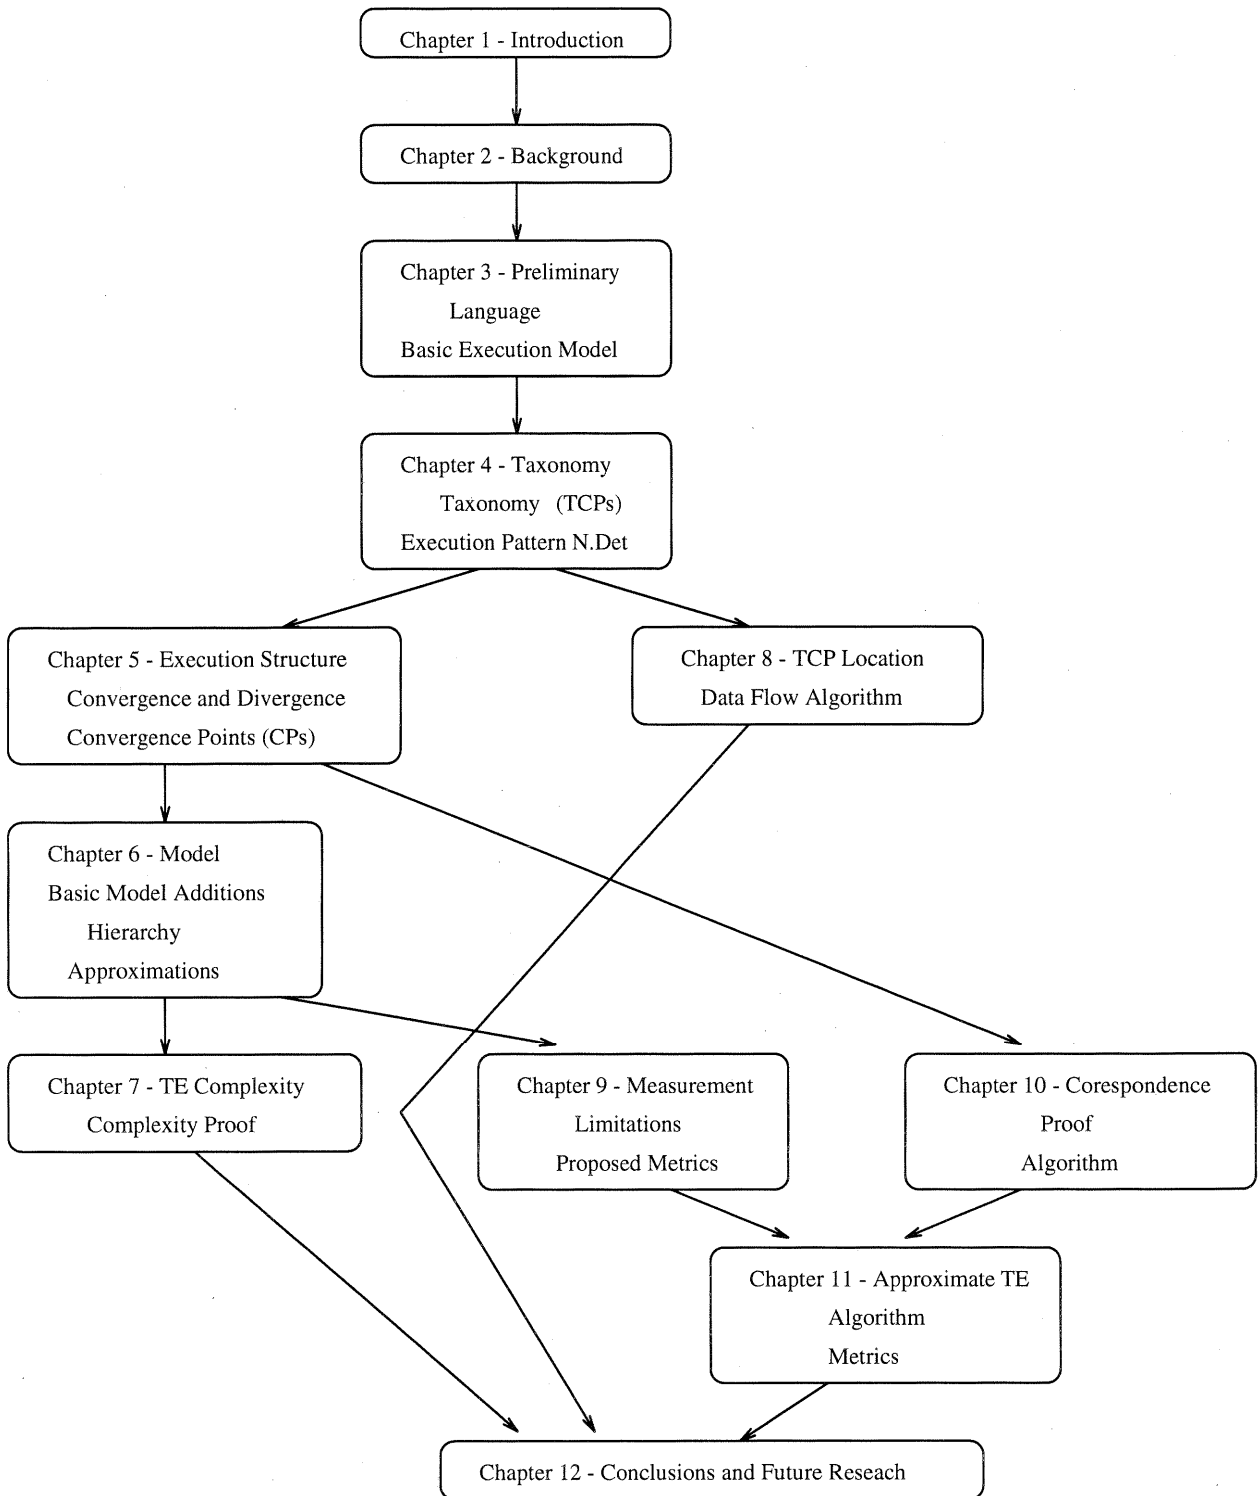 Chapter 1 - Introduction
Chapter 2 - Background
Chapter 3 - Preliminary
Language
Basic Execution Model
Chapter 4 - Taxonomy
Taxonomy (TCPs)
Execution Pattern N.Det
Chapter 5 - Execution Structure
Convergence and Divergence
Convergence Points (CPs)
Chapter 8 - TCP Location
Data Flow Algorithm
Chapter 6 - Model
Basic Model Additions
Hierarchy
Approximations
Chapter 7 - TE Complexity
Complexity Proof
Chapter 9 - Measurement
Limitations
Proposed Metrics
Chapter 10 - Corespondence
Proof
Algorithm
Chapter 11 - Approximate TE
Algorithm
Metrics
Chapter 12 - Conclusions and Future Reseach